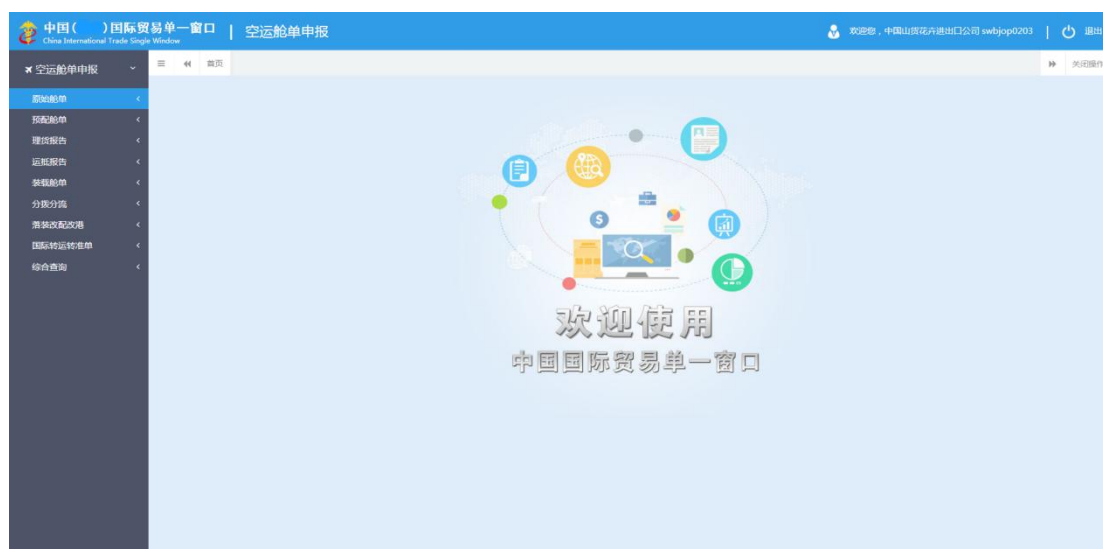 中国( )国际贸易单一窗口 | 空运舱单申报
China International Trade Single Window
欢迎您，中国山货花卉进出口公司 swbjop0203 | 退出
空运舱单申报
首页
关闭操作
原始舱单
预配舱单
理货报告
运抵报告
装载舱单
分拨分流
落装改配改港
国际转运转准单
综合查询
$
欢迎使用
中国国际贸易单一窗口